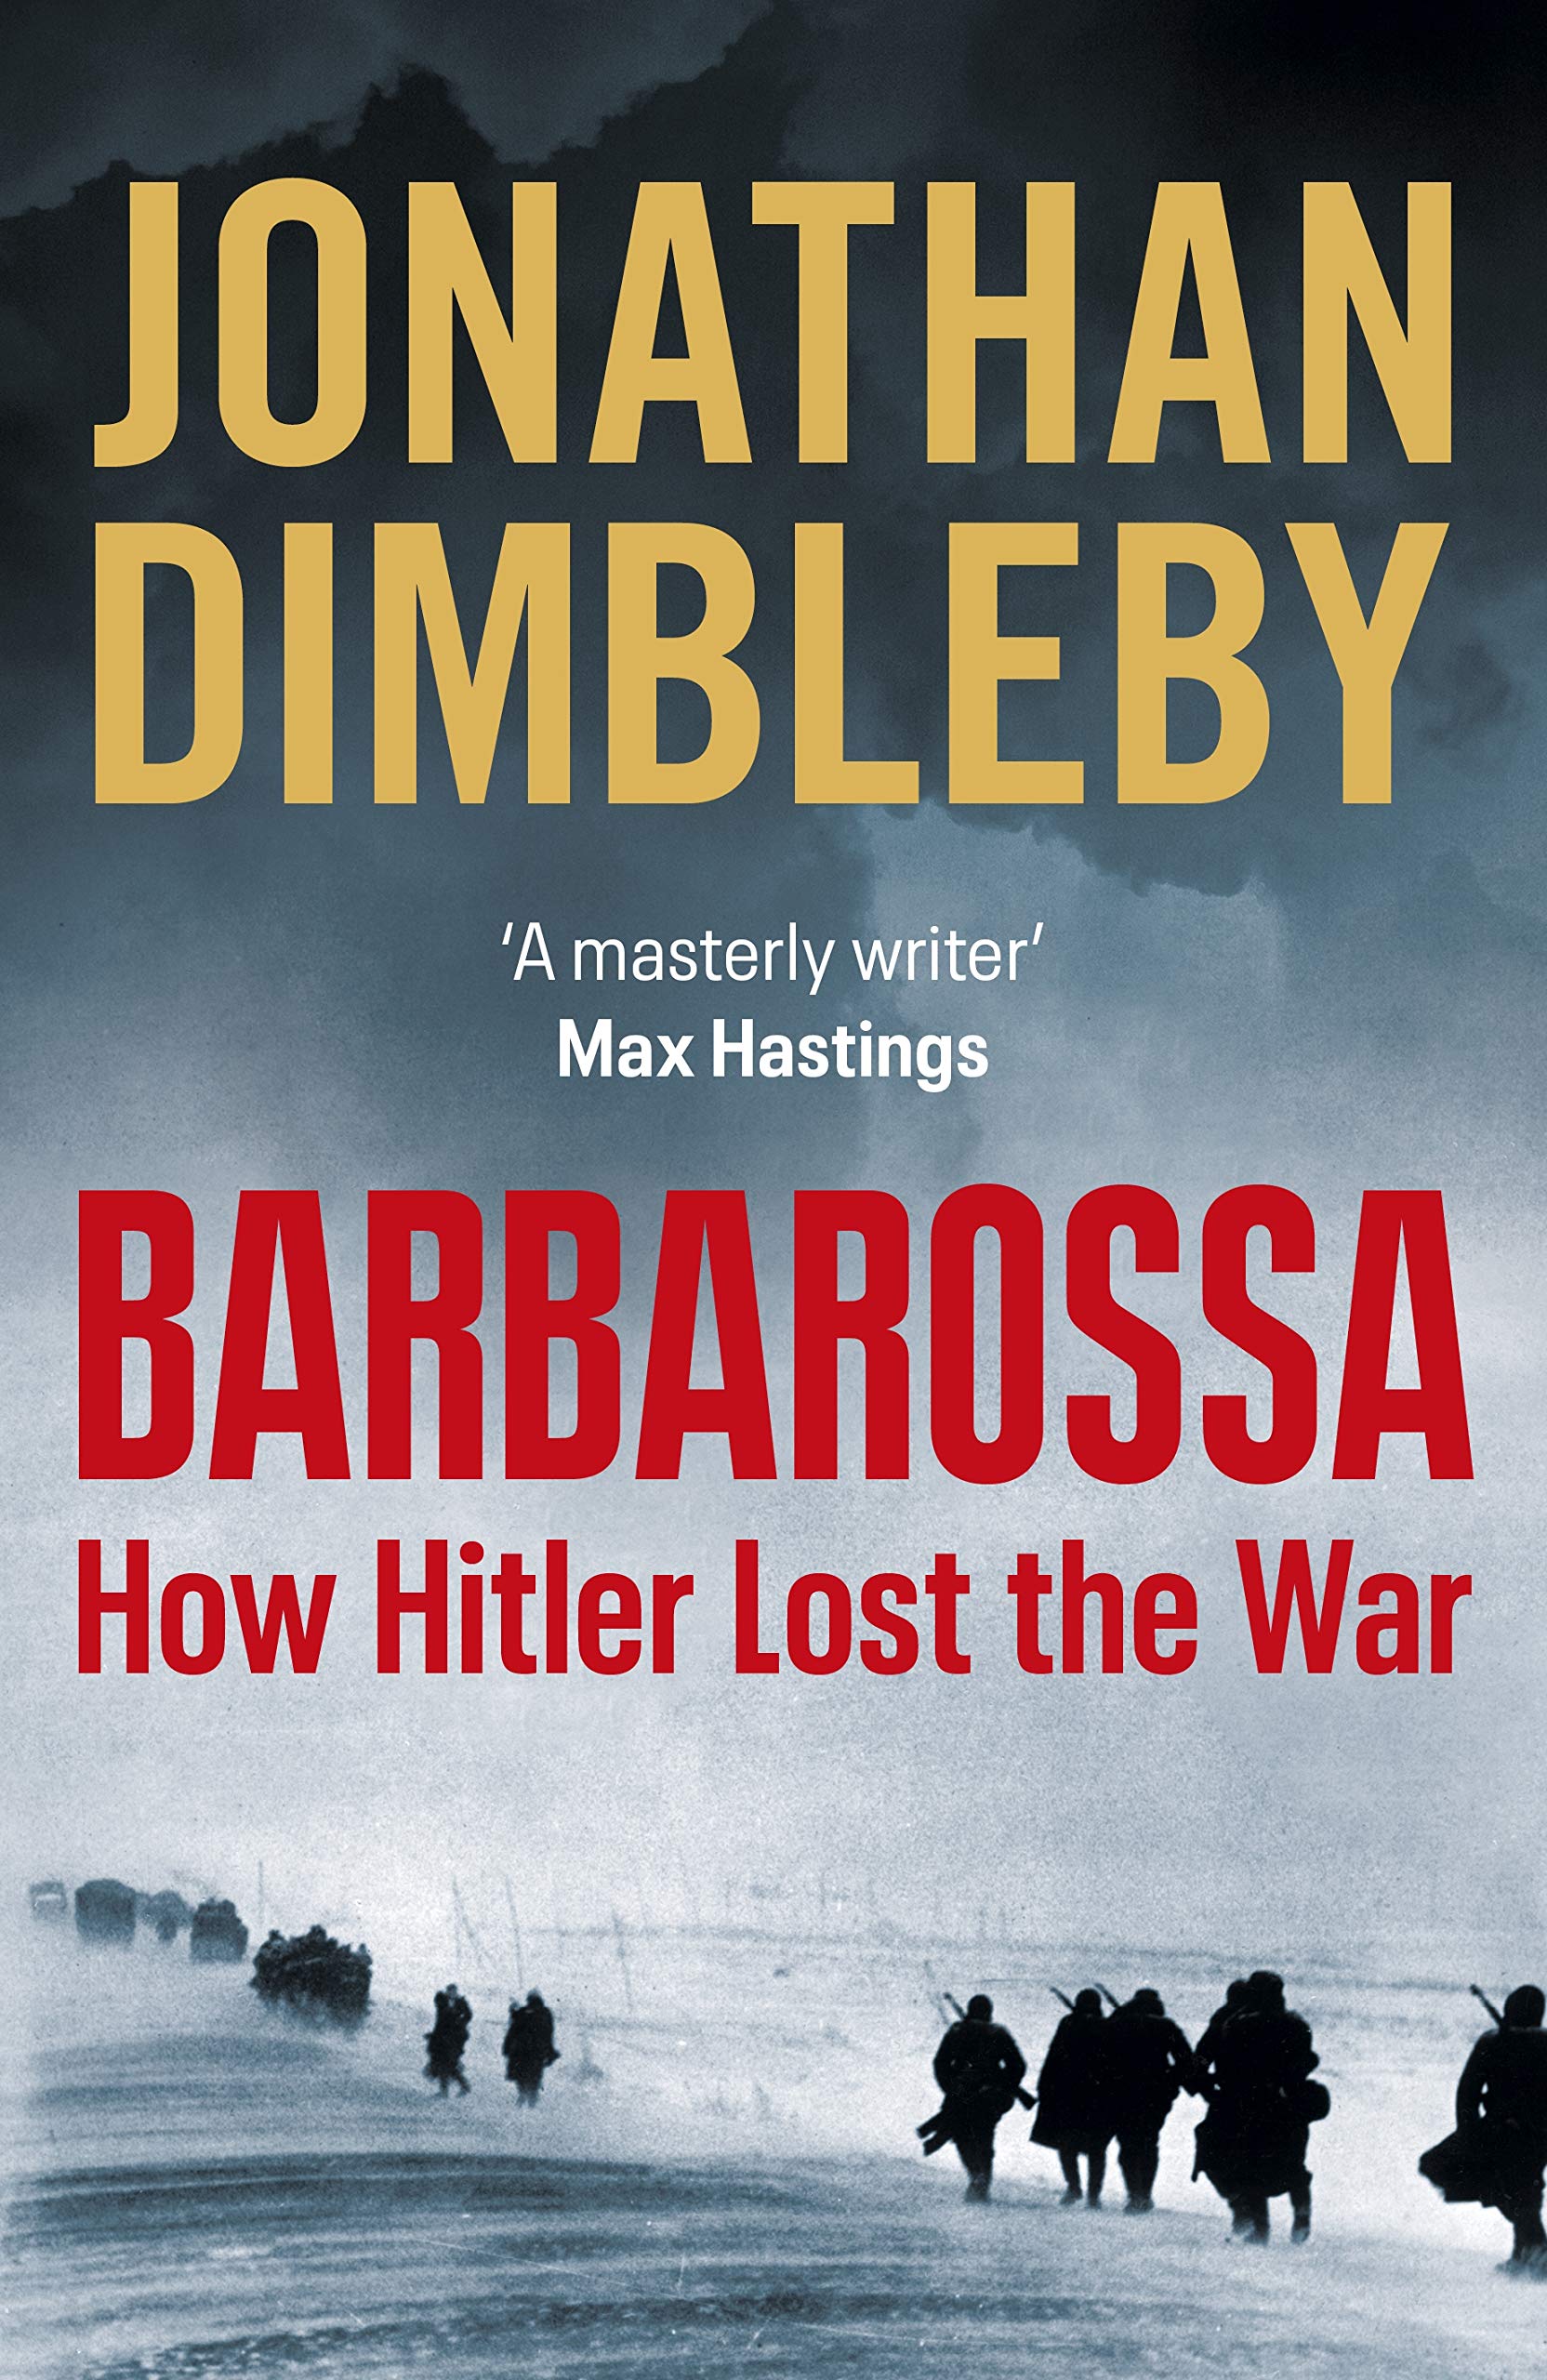 JONATHAN
DIMBLEBY
‘A masterly writer’
Max Hastings
BARBAROSSA
How Hitler Lost the War